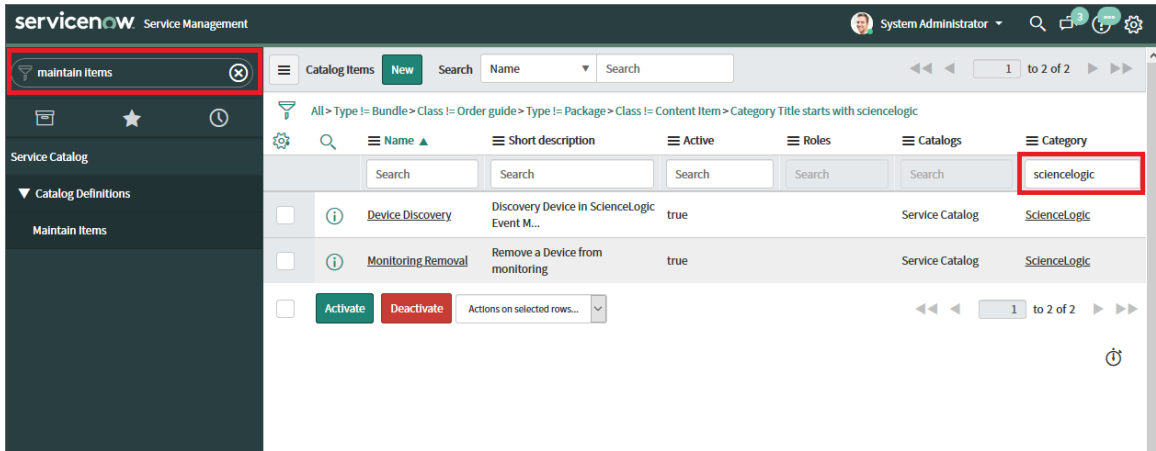 servicenow Service Management
System Administrator
3
maintain items
Catalog Items New Search Name Search
1 to 2 of 2
All > Type != Bundle > Class != Order guide > Type != Package > Class != Content Item > Category Title starts with sciencelogic
Service Catalog
Catalog Definitions
Maintain Items
Name Short description Active Roles Catalogs Category
Search Search Search Search Search sciencelogic
Device Discovery Discovery Device in ScienceLogic Event M... true Service Catalog ScienceLogic
Monitoring Removal Remove a Device from monitoring true Service Catalog ScienceLogic
Activate Deactivate Actions on selected rows...
1 to 2 of 2